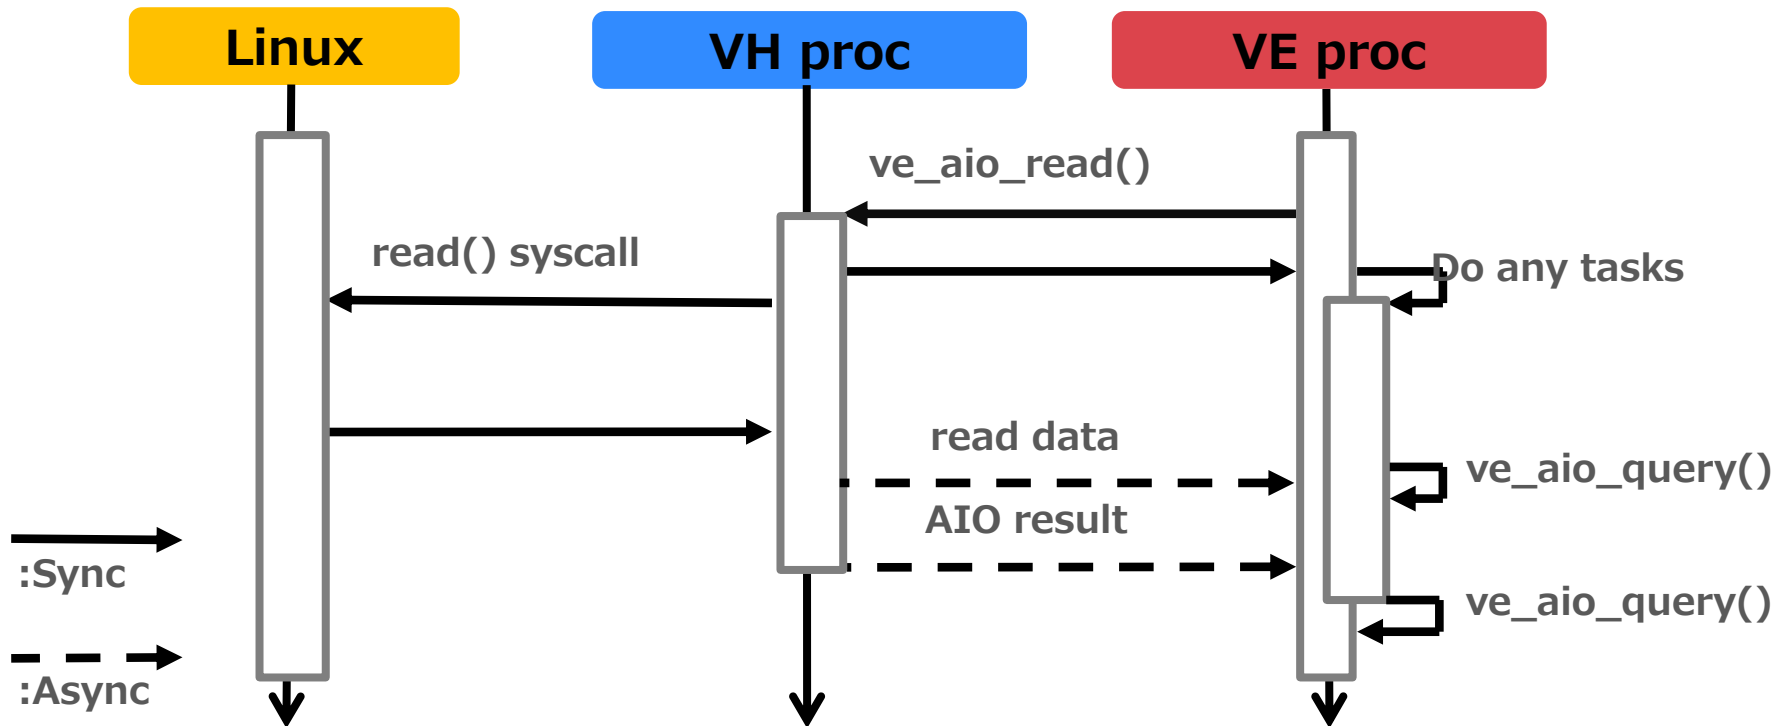 Linux
VH proc
VE proc
ve_aio_read()
read() syscall
Do any tasks
read data
ve_aio_query()
AIO result
:Sync
ve_aio_query()
:Async